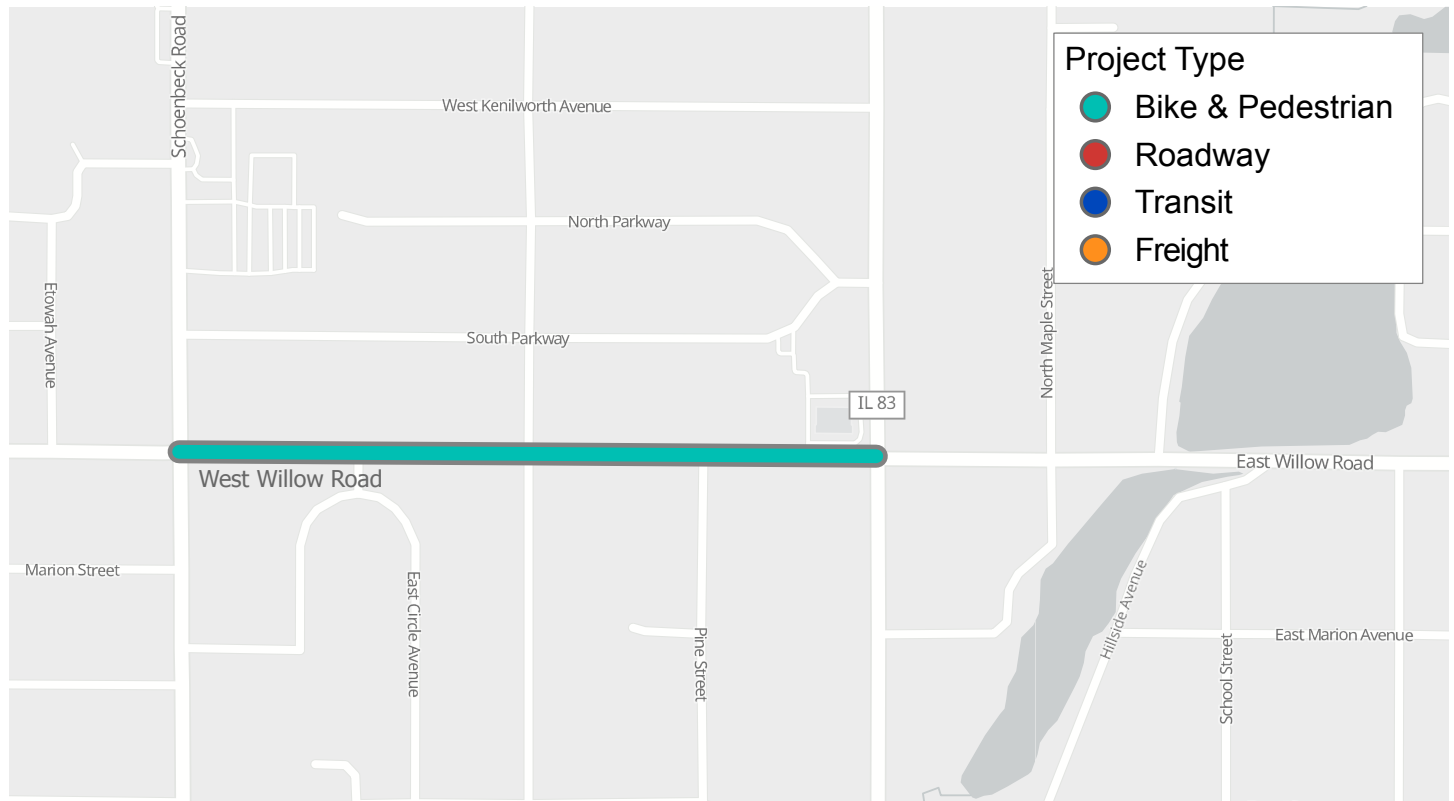 Schoenbeck Road
West Kenilworth Avenue
Project Type
Bike & Pedestrian
Roadway
Transit
Freight
North Parkway
Etowah Avenue
South Parkway
North Maple Street
IL 83
West Willow Road
East Willow Road
Marion Street
East Circle Avenue
Pine Street
Hillside Avenue
East Marion Avenue
School Street